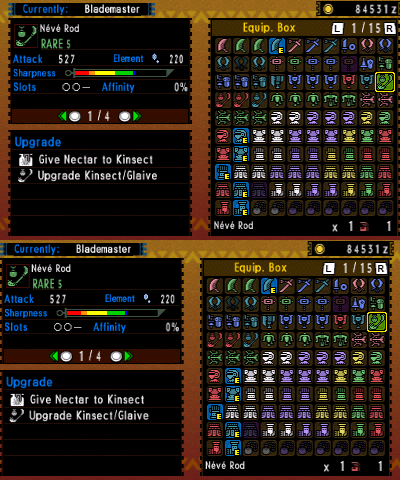 Currently: Blademaster
84531z
Névé Rod
RARE 5
Attack 527 Element 220
Sharpness
Slots ○○— Affinity 0%
1/4
Upgrade
Give Nectar to Kinsect
Upgrade Kinsect/Glaive
Equip. Box
L 1/15 R
E
E
E
E
E
Névé Rod x 1 1
Currently: Blademaster
84531z
Névé Rod
RARE 5
Attack 527 Element 220
Sharpness
Slots ○○— Affinity 0%
1/4
Upgrade
Give Nectar to Kinsect
Upgrade Kinsect/Glaive
Equip. Box
L 1/15 R
E
E
E
E
E
Névé Rod x 1 1